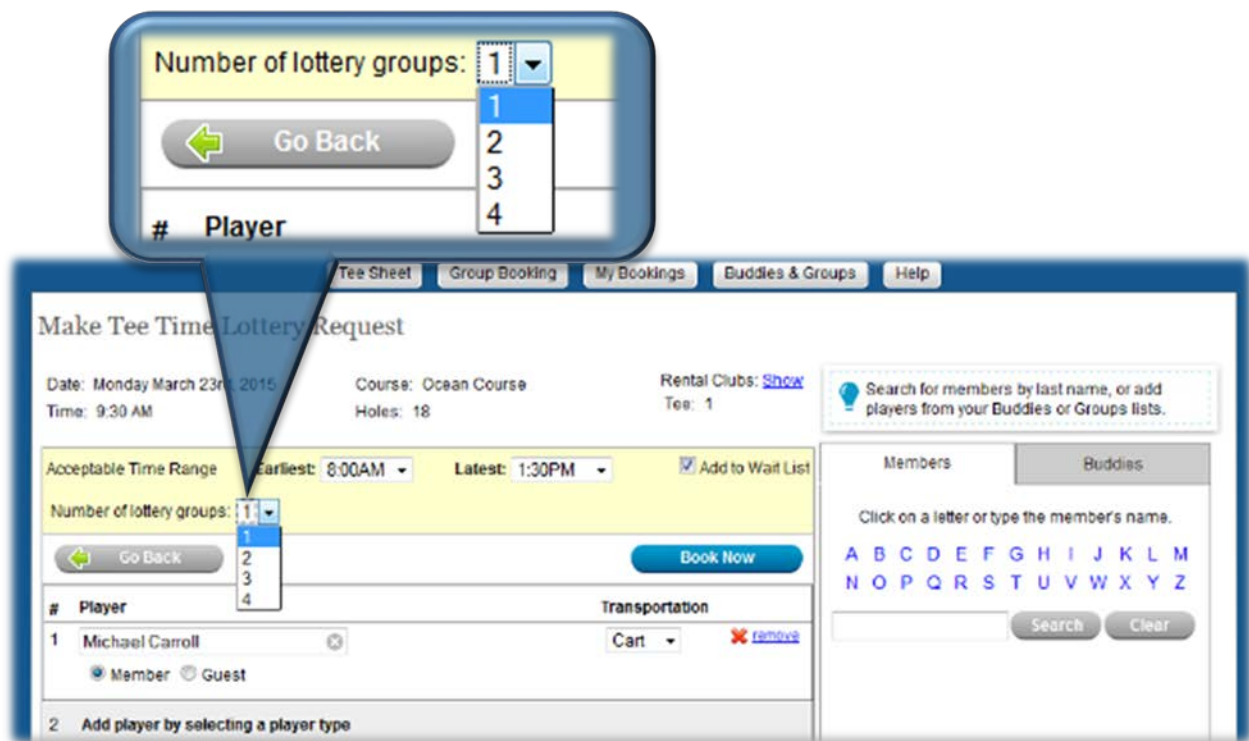 Number of lottery groups: 1
1
Go Back
2
3
# Player
4
Tee Sheet Group Booking My Bookings Buddies & Groups Help
Make Tee Time Lottery Request
Date: Monday March 23rd, 2015 Course: Ocean Course Rental Clubs: Show
Time: 9:30 AM Holes: 18 Tee: 1
Search for members by last name, or add
players from your Buddies or Groups lists.
Acceptable Time Range Earliest: 8:00AM Latest: 1:30PM Add to Wait List
Number of lottery groups: 1
1
2
3
4
Go Back Book Now
# Player Transportation
1 Michael Carroll Cart remove
Member Guest
2 Add player by selecting a player type
Members Buddies
Click on a letter or type the member's name.
A B C D E F G H I J K L M
N O P Q R S T U V W X Y Z
Search Clear